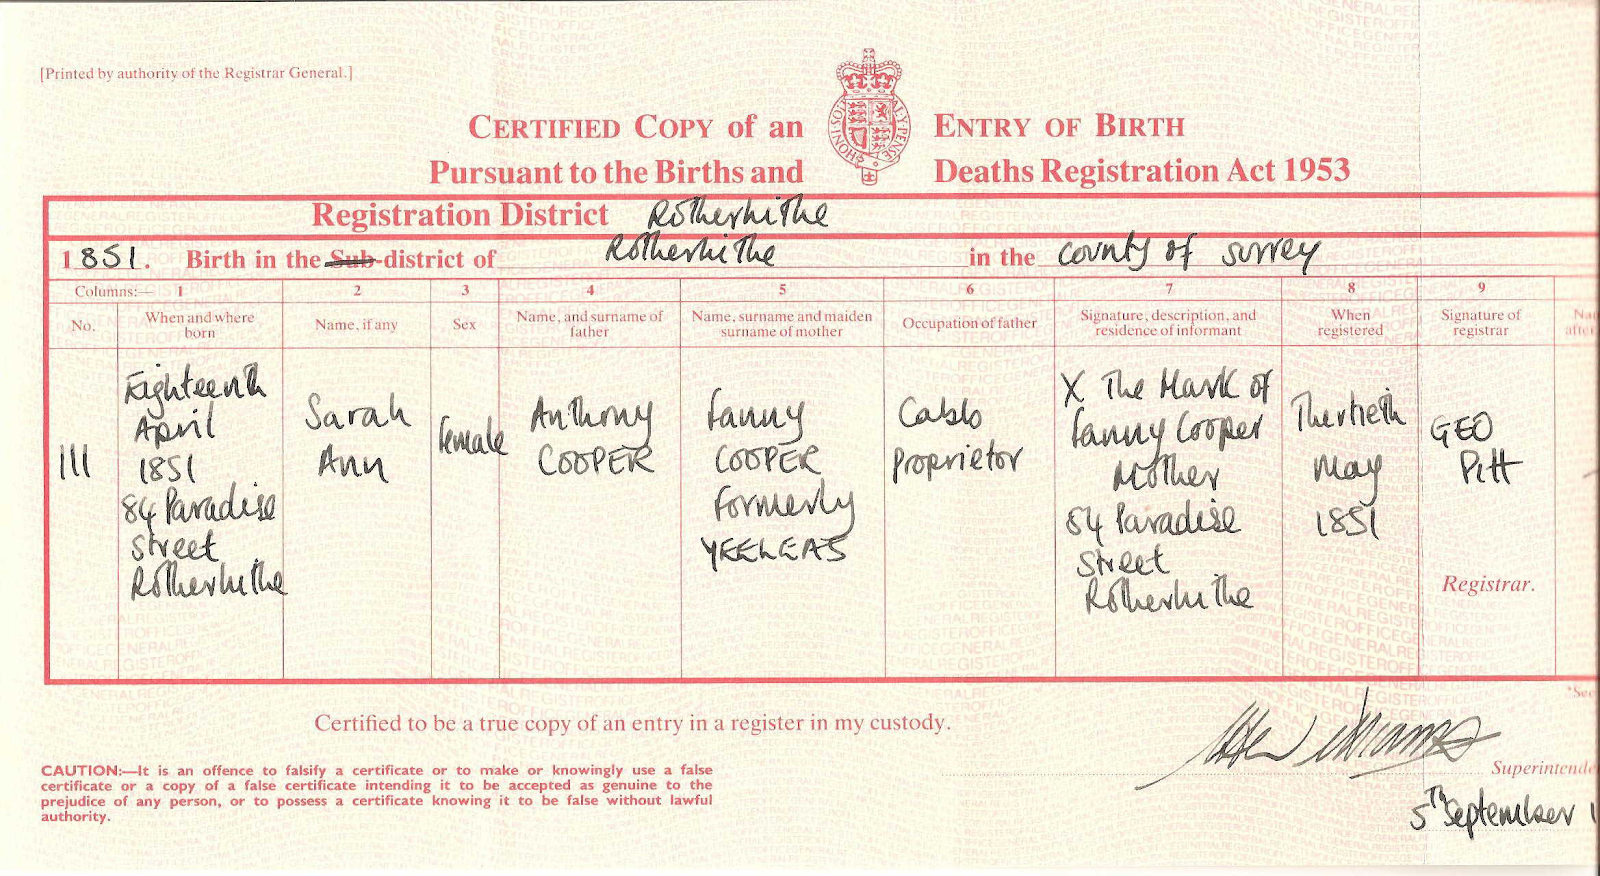 [Printed by authority of the Registrar General.]
CERTIFIED COPY of an ENTRY OF BIRTH
Pursuant to the Births and Deaths Registration Act 1953
HONI SOIT MAL Y PENSE
Registration District Rotherhithe
1851. Birth in the Sub-district of Rotherhithe in the County of Surrey
Columns:— 1 2 3 4 5 6 7 8 9
No.
When and where
born
Name, if any
Sex
Name, and surname of
father
Name, surname and maiden
surname of mother
Occupation of father
Signature, description, and
residence of informant
When
registered
Signature of
registrar
111
Eighteenth
April
1851
84 Paradise
Street
Rotherhithe
Sarah
Ann
female
Anthony
COOPER
Fanny
COOPER
Formerly
YEELEAS
Proprietor
X The Mark of
Fanny Cooper
Mother
84 Paradise
Street
Rotherhithe
Thertieth
May
1851
GEO
Pitt
Registrar.
Certified to be a true copy of an entry in a register in my custody.
CAUTION:—It is an offence to falsify a certificate or to make or knowingly use a false
certificate or a copy of a false certificate intending it to be accepted as genuine to the
prejudice of any person, or to possess a certificate knowing it to be false without lawful
authority.
*See
Superintende
5TH September 1